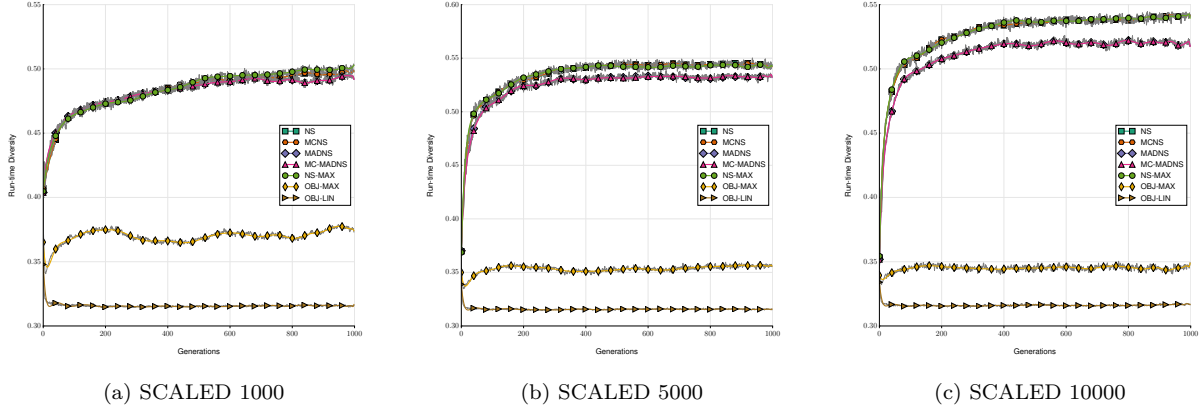 0.55
0.50
0.45
0.40
0.35
0.30
Run-time Diversity
0 200 400 600 800 1000
Generations
NS
MCNS
MADNS
MC-MADNS
NS-MAX
OBJ-MAX
OBJ-LIN
(a) SCALED 1000
0.60
0.55
0.50
0.45
0.40
0.35
0.30
Run-time Diversity
0 200 400 600 800 1000
Generations
NS
MCNS
MADNS
MC-MADNS
NS-MAX
OBJ-MAX
OBJ-LIN
(b) SCALED 5000
0.55
0.50
0.45
0.40
0.35
0.30
Run-time Diversity
0 200 400 600 800 1000
Generations
NS
MCNS
MADNS
MC-MADNS
NS-MAX
OBJ-MAX
OBJ-LIN
(c) SCALED 10000